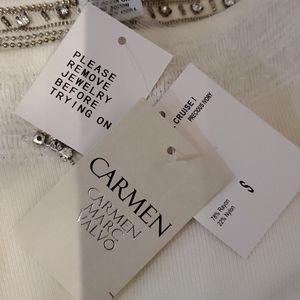 PLEASE
REMOVE
JEWELRY
BEFORE
TRYING ON
CARMEN
CARMEN
MARC
VALVO
CRUISE I
PRECIOUS IVORY
S
78% Rayon
22% Nylon